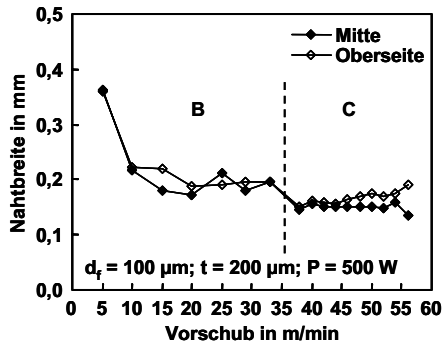 0,5
0,4
0,3
0,2
0,1
0,0
Nahtbreite in mm
Mitte
Oberseite
B
C
d_f = 100 µm; t = 200 µm; P = 500 W
0 5 10 15 20 25 30 35 40 45 50 55 60
Vorschub in m/min